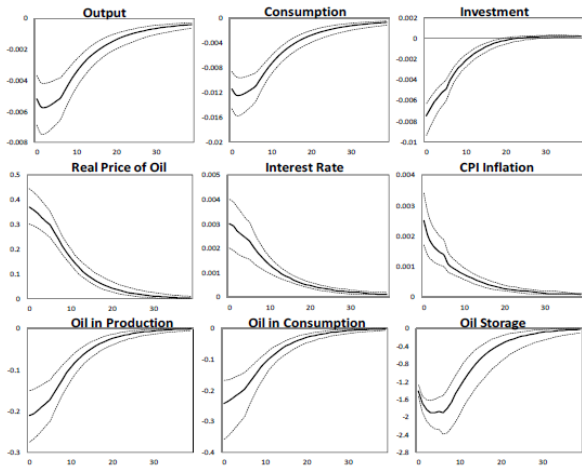 Output
0
-0.002
-0.004
-0.006
-0.008
0 10 20 30
Consumption
0
-0.004
-0.008
-0.012
-0.016
-0.02
0 10 20 30
Investment
0.002
0
-0.002
-0.004
-0.006
-0.008
-0.01
0 10 20 30
Real Price of Oil
0.5
0.4
0.3
0.2
0.1
0
0 10 20 30
Interest Rate
0.005
0.004
0.003
0.002
0.001
0
0 10 20 30
CPI Inflation
0.004
0.003
0.002
0.001
0
0 10 20 30
Oil in Production
0
-0.1
-0.2
-0.3
0 10 20 30
Oil in Consumption
0
-0.1
-0.2
-0.3
-0.4
0 10 20 30
Oil Storage
0
-0.4
-0.8
-1.2
-1.6
-2
-2.4
-2.8
0 10 20 30